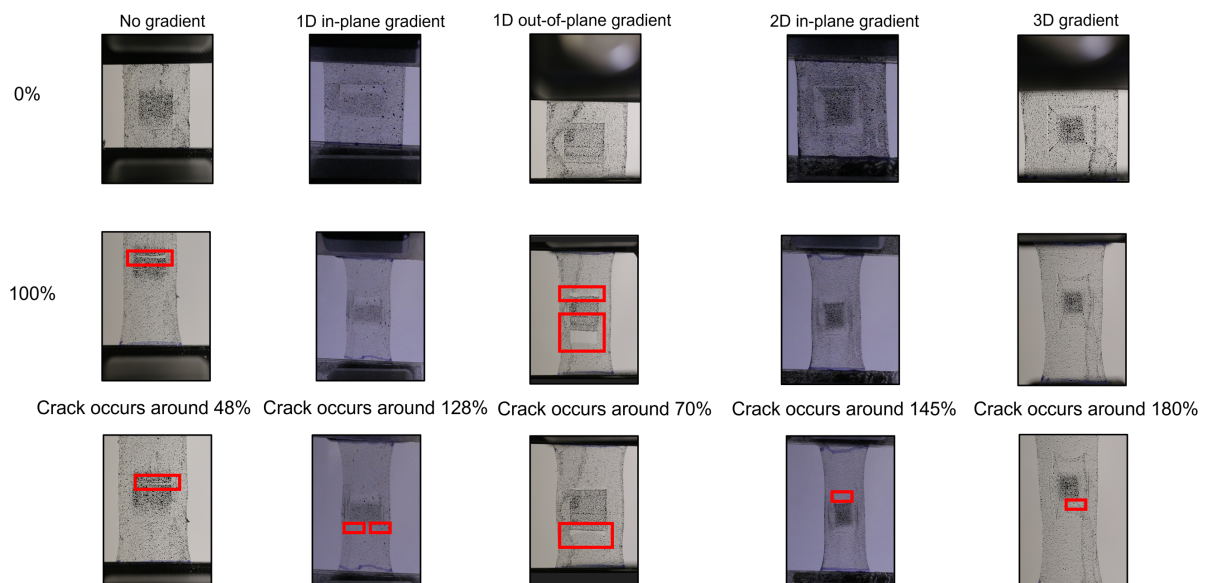 No gradient
1D in-plane gradient
1D out-of-plane gradient
2D in-plane gradient
3D gradient
0%
100%
Crack occurs around 48%
Crack occurs around 128%
Crack occurs around 70%
Crack occurs around 145%
Crack occurs around 180%